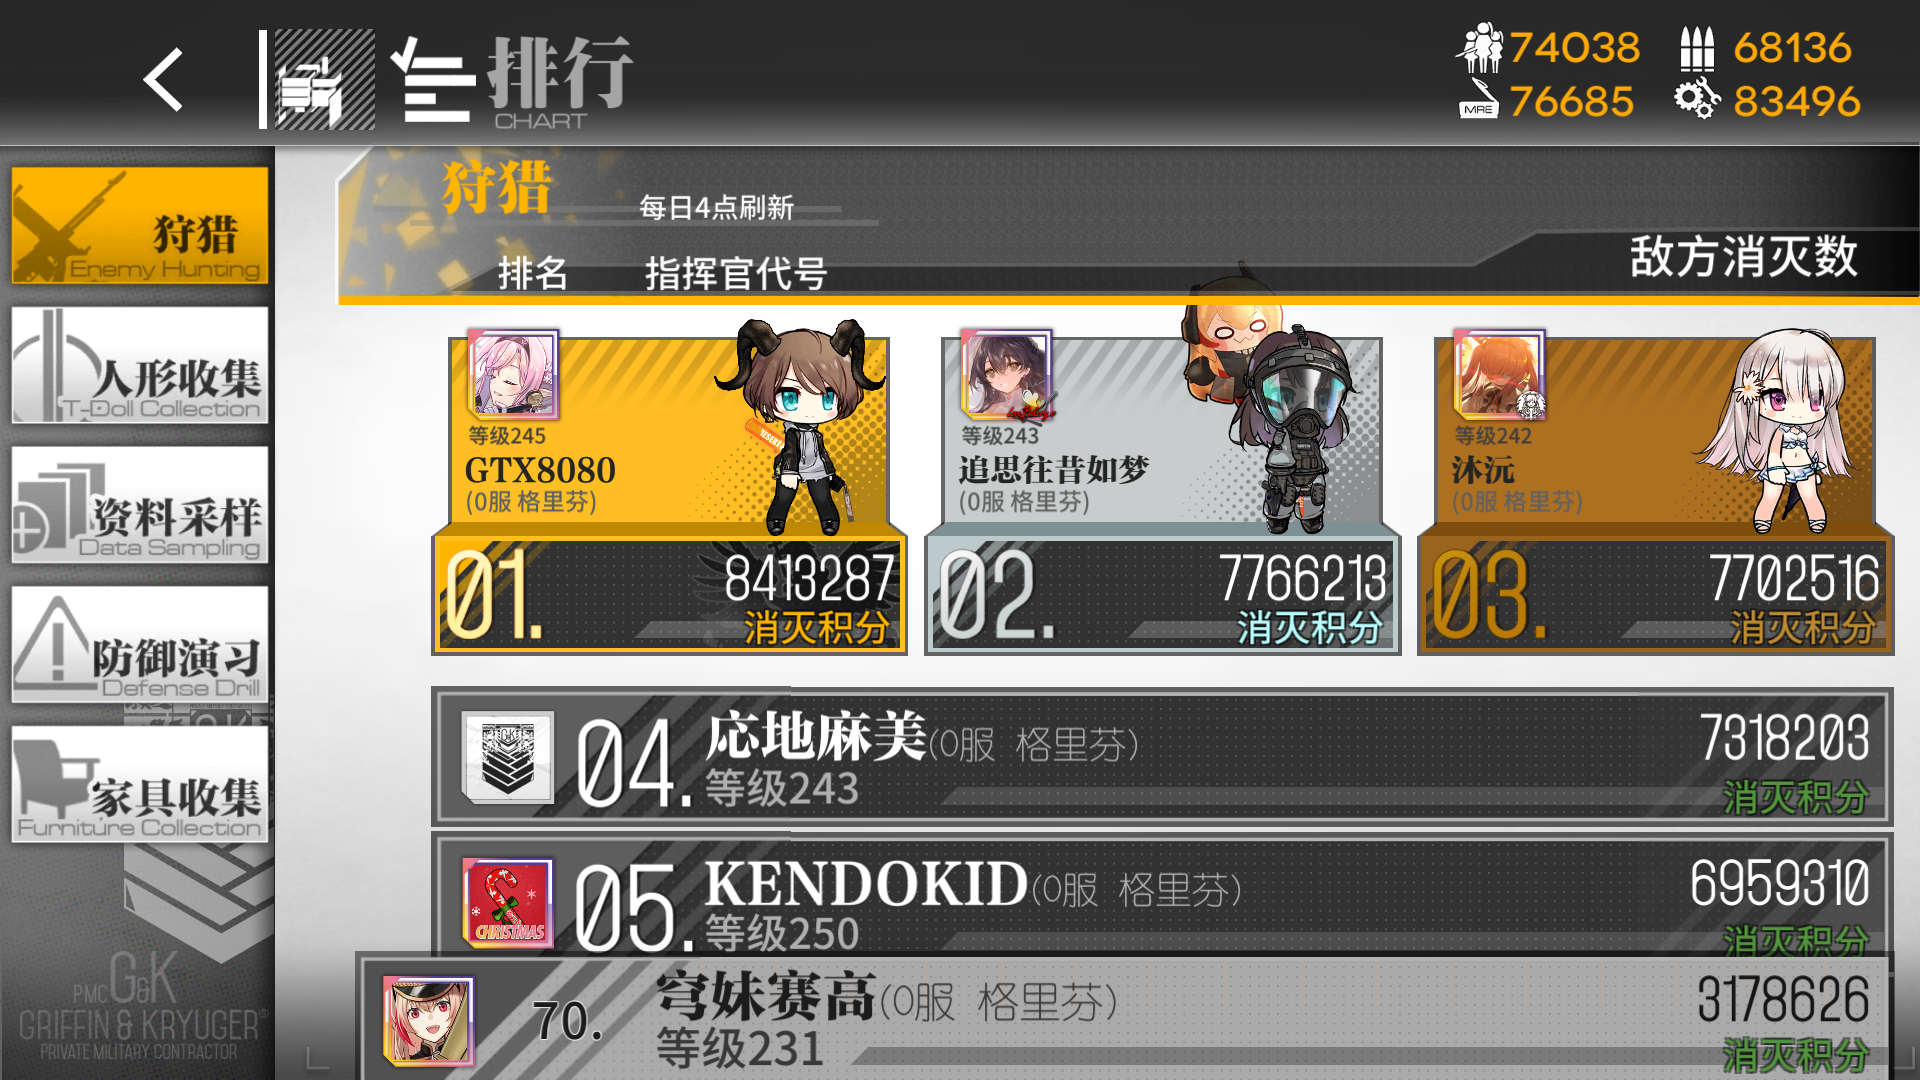 排行
CHART
74038
68136
MRE
76685
83496
狩猎
Enemy Hunting
人形收集
T-Doll Collection
资料采样
Data Sampling
防御演习
Defense Drill
家具收集
Furniture Collection
PMC G&K
GRIFFIN & KRYUGER®
PRIVATE MILITARY CONTRACTOR
狩猎
每日4点刷新
排名
指挥官代号
敌方消灭数
等级245
GTX8080
(0服 格里芬)
01.
8413287
消灭积分
等级243
追思往昔如梦
(0服 格里芬)
02.
7766213
消灭积分
等级242
沐沅
(0服 格里芬)
03.
7702516
消灭积分
04.
応地麻美(0服 格里芬)
等级243
7318203
消灭积分
CHRISTMAS
05.
KENDOKID(0服 格里芬)
等级250
6959310
消灭积分
70.
穹妹赛高(0服 格里芬)
等级231
3178626
消灭积分